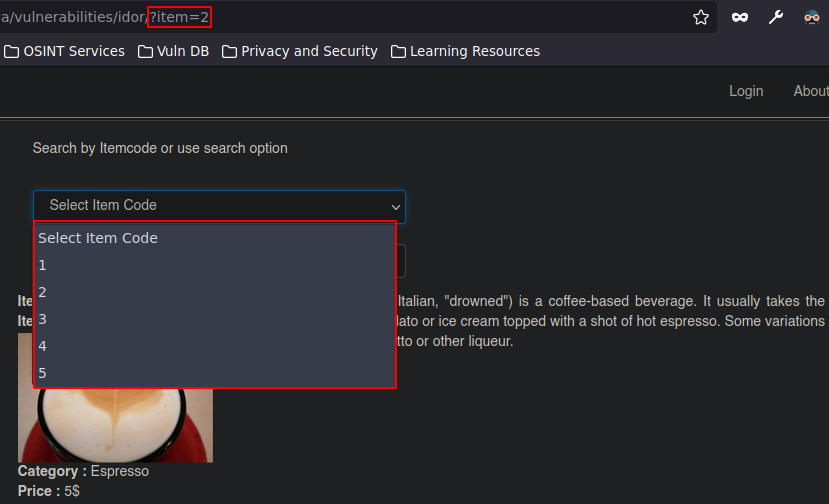 a/vulnerabilities/idor/?item=2
OSINT Services Vuln DB Privacy and Security Learning Resources
Login About
Search by Itemcode or use search option
Select Item Code
Select Item Code
1
2
3
4
5
Ite Italian, "drowned") is a coffee-based beverage. It usually takes the
Ite lato or ice cream topped with a shot of hot espresso. Some variations
tto or other liqueur.
Category : Espresso
Price : 5$